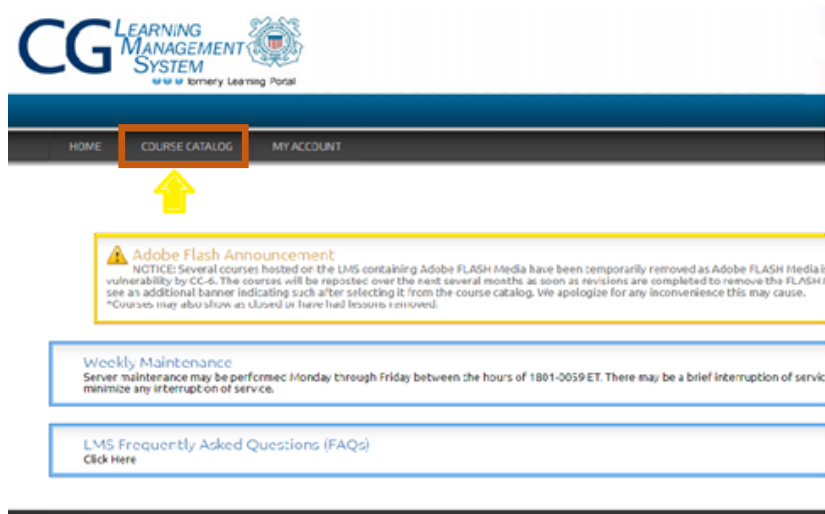 CG LEARNING
MANAGEMENT
SYSTEM
formery Learning Portal
HOME COURSE CATALOG MY ACCOUNT
Adobe Flash Announcement
NOTICE: Several courses hosted on the LMS containing Adobe FLASH Media have been temporarily removed as Adobe FLASH Media i
vulnerability by CC-6. The courses will be reposted over the next several months as soon as revisions are completed to remove the FLASH
see an additional banner indicating such after selecting it from the course catalog. We apologize for any inconvenience this may cause.
*Courses may also show as closed or have had lessons removed.
Weekly Maintenance
Server maintenance may be performed Monday through Friday between the hours of 1801-0059 ET. There may be a brief interruption of servic
minimize any interruption of service.
LMS Frequently Asked Questions (FAQs)
Click Here